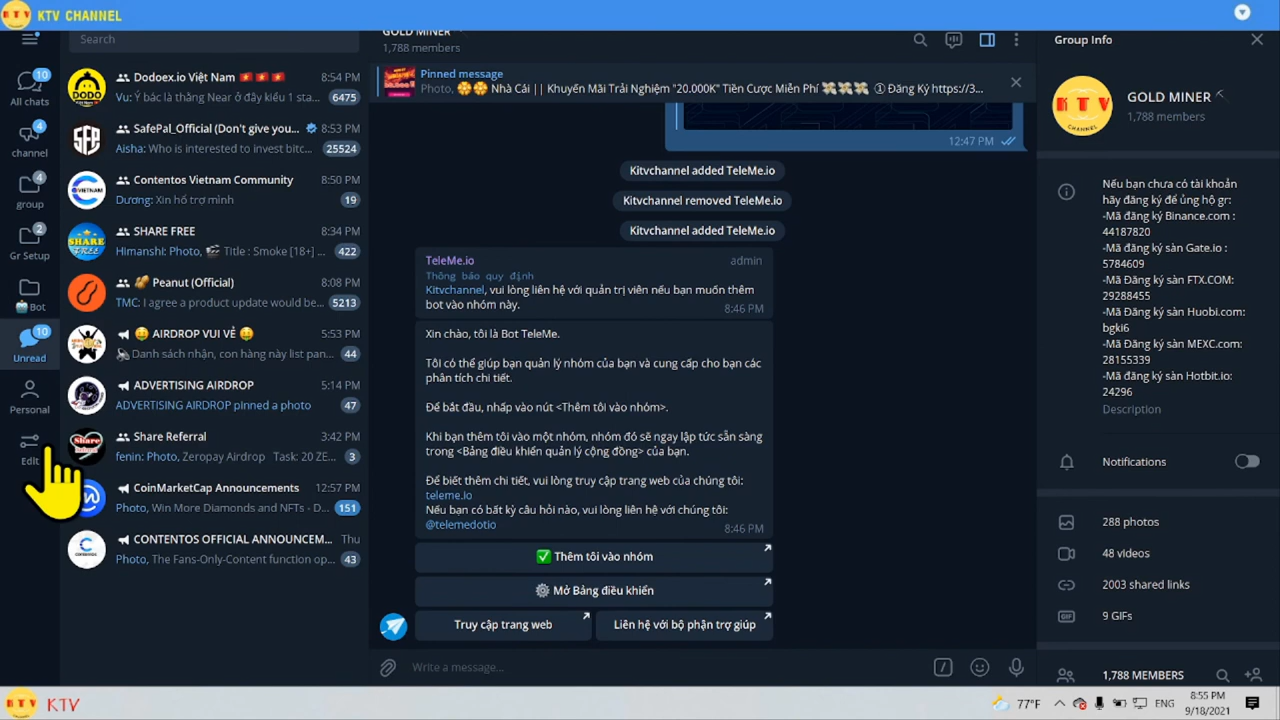 KTV CHANNEL
Search
10
All chats
4
channel
4
group
2
Gr Setup
Bot
10
Unread
Personal
Edit
Dodoex.io Việt Nam
8:54 PM
Vu: Ý bác là thằng Near ở đây kiểu 1 sta...
6475
SafePal_Official (Don't give you...
8:53 PM
Aisha: Who is interested to invest bitc...
25524
Contentos Vietnam Community
8:50 PM
Dương: Xin hổ trợ mình
19
SHARE FREE
8:34 PM
Himanshi: Photo, 🎬 Title : Smoke [18+] ...
422
🥜 Peanut (Official)
8:08 PM
TMC: I agree a product update would be...
5213
🤑 AIRDROP VUI VẺ 🤑
5:53 PM
Danh sách nhận, con hàng này list pan...
44
ADVERTISING AIRDROP
5:14 PM
ADVERTISING AIRDROP pinned a photo
47
Share Referral
3:42 PM
fenin: Photo, Zeropay Airdrop Task: 20 ZE...
3
CoinMarketCap Announcements
12:57 PM
Photo, Win More Diamonds and NFTs - D...
151
CONTENTOS OFFICIAL ANNOUNCEM...
Thu
Photo, The Fans-Only-Content function op...
43
GOLD MINER
1,788 members
Pinned message
Photo, Nhà Cái || Khuyến Mãi Trải Nghiệm "20.000K" Tiền Cược Miễn Phí 💸💸💸 ① Đăng Ký https://3...
12:47 PM
Kitvchannel added TeleMe.io
Kitvchannel removed TeleMe.io
Kitvchannel added TeleMe.io
TeleMe.io
admin
Thông báo quy định
Kitvchannel, vui lòng liên hệ với quản trị viên nếu bạn muốn thêm
bot vào nhóm này.
8:46 PM
Xin chào, tôi là Bot TeleMe.
Tôi có thể giúp bạn quản lý nhóm của bạn và cung cấp cho bạn các
phân tích chi tiết.
Để bắt đầu, nhấp vào nút <Thêm tôi vào nhóm>.
Khi bạn thêm tôi vào một nhóm, nhóm đó sẽ ngay lập tức sẵn sàng
trong <Bảng điều khiển quản lý cộng đồng> của bạn.
Để biết thêm chi tiết, vui lòng truy cập trang web của chúng tôi:
teleme.io
Nếu bạn có bất kỳ câu hỏi nào, vui lòng liên hệ với chúng tôi:
@telemedotio
8:46 PM
✅ Thêm tôi vào nhóm
⚙ Mở Bảng điều khiển
Truy cập trang web
Liên hệ với bộ phận trợ giúp
Write a message...
Group Info
KTV
CHANNEL
GOLD MINER
1,788 members
Nếu bạn chưa có tài khoản
hãy đăng ký để ủng hộ gr:
-Mã đăng ký Binance.com :
44187820
-Mã đăng ký sàn Gate.io :
5784609
-Mã đăng ký sàn FTX.COM:
29288455
-Mã đăng ký sàn Huobi.com:
bgki6
-Mã đăng ký sàn MEXC.com:
28155339
-Mã đăng ký sàn Hotbit.io:
24296
Description
Notifications
288 photos
48 videos
2003 shared links
9 GIFs
1,788 MEMBERS
KTV
77°F
ENG
8:55 PM
9/18/2021